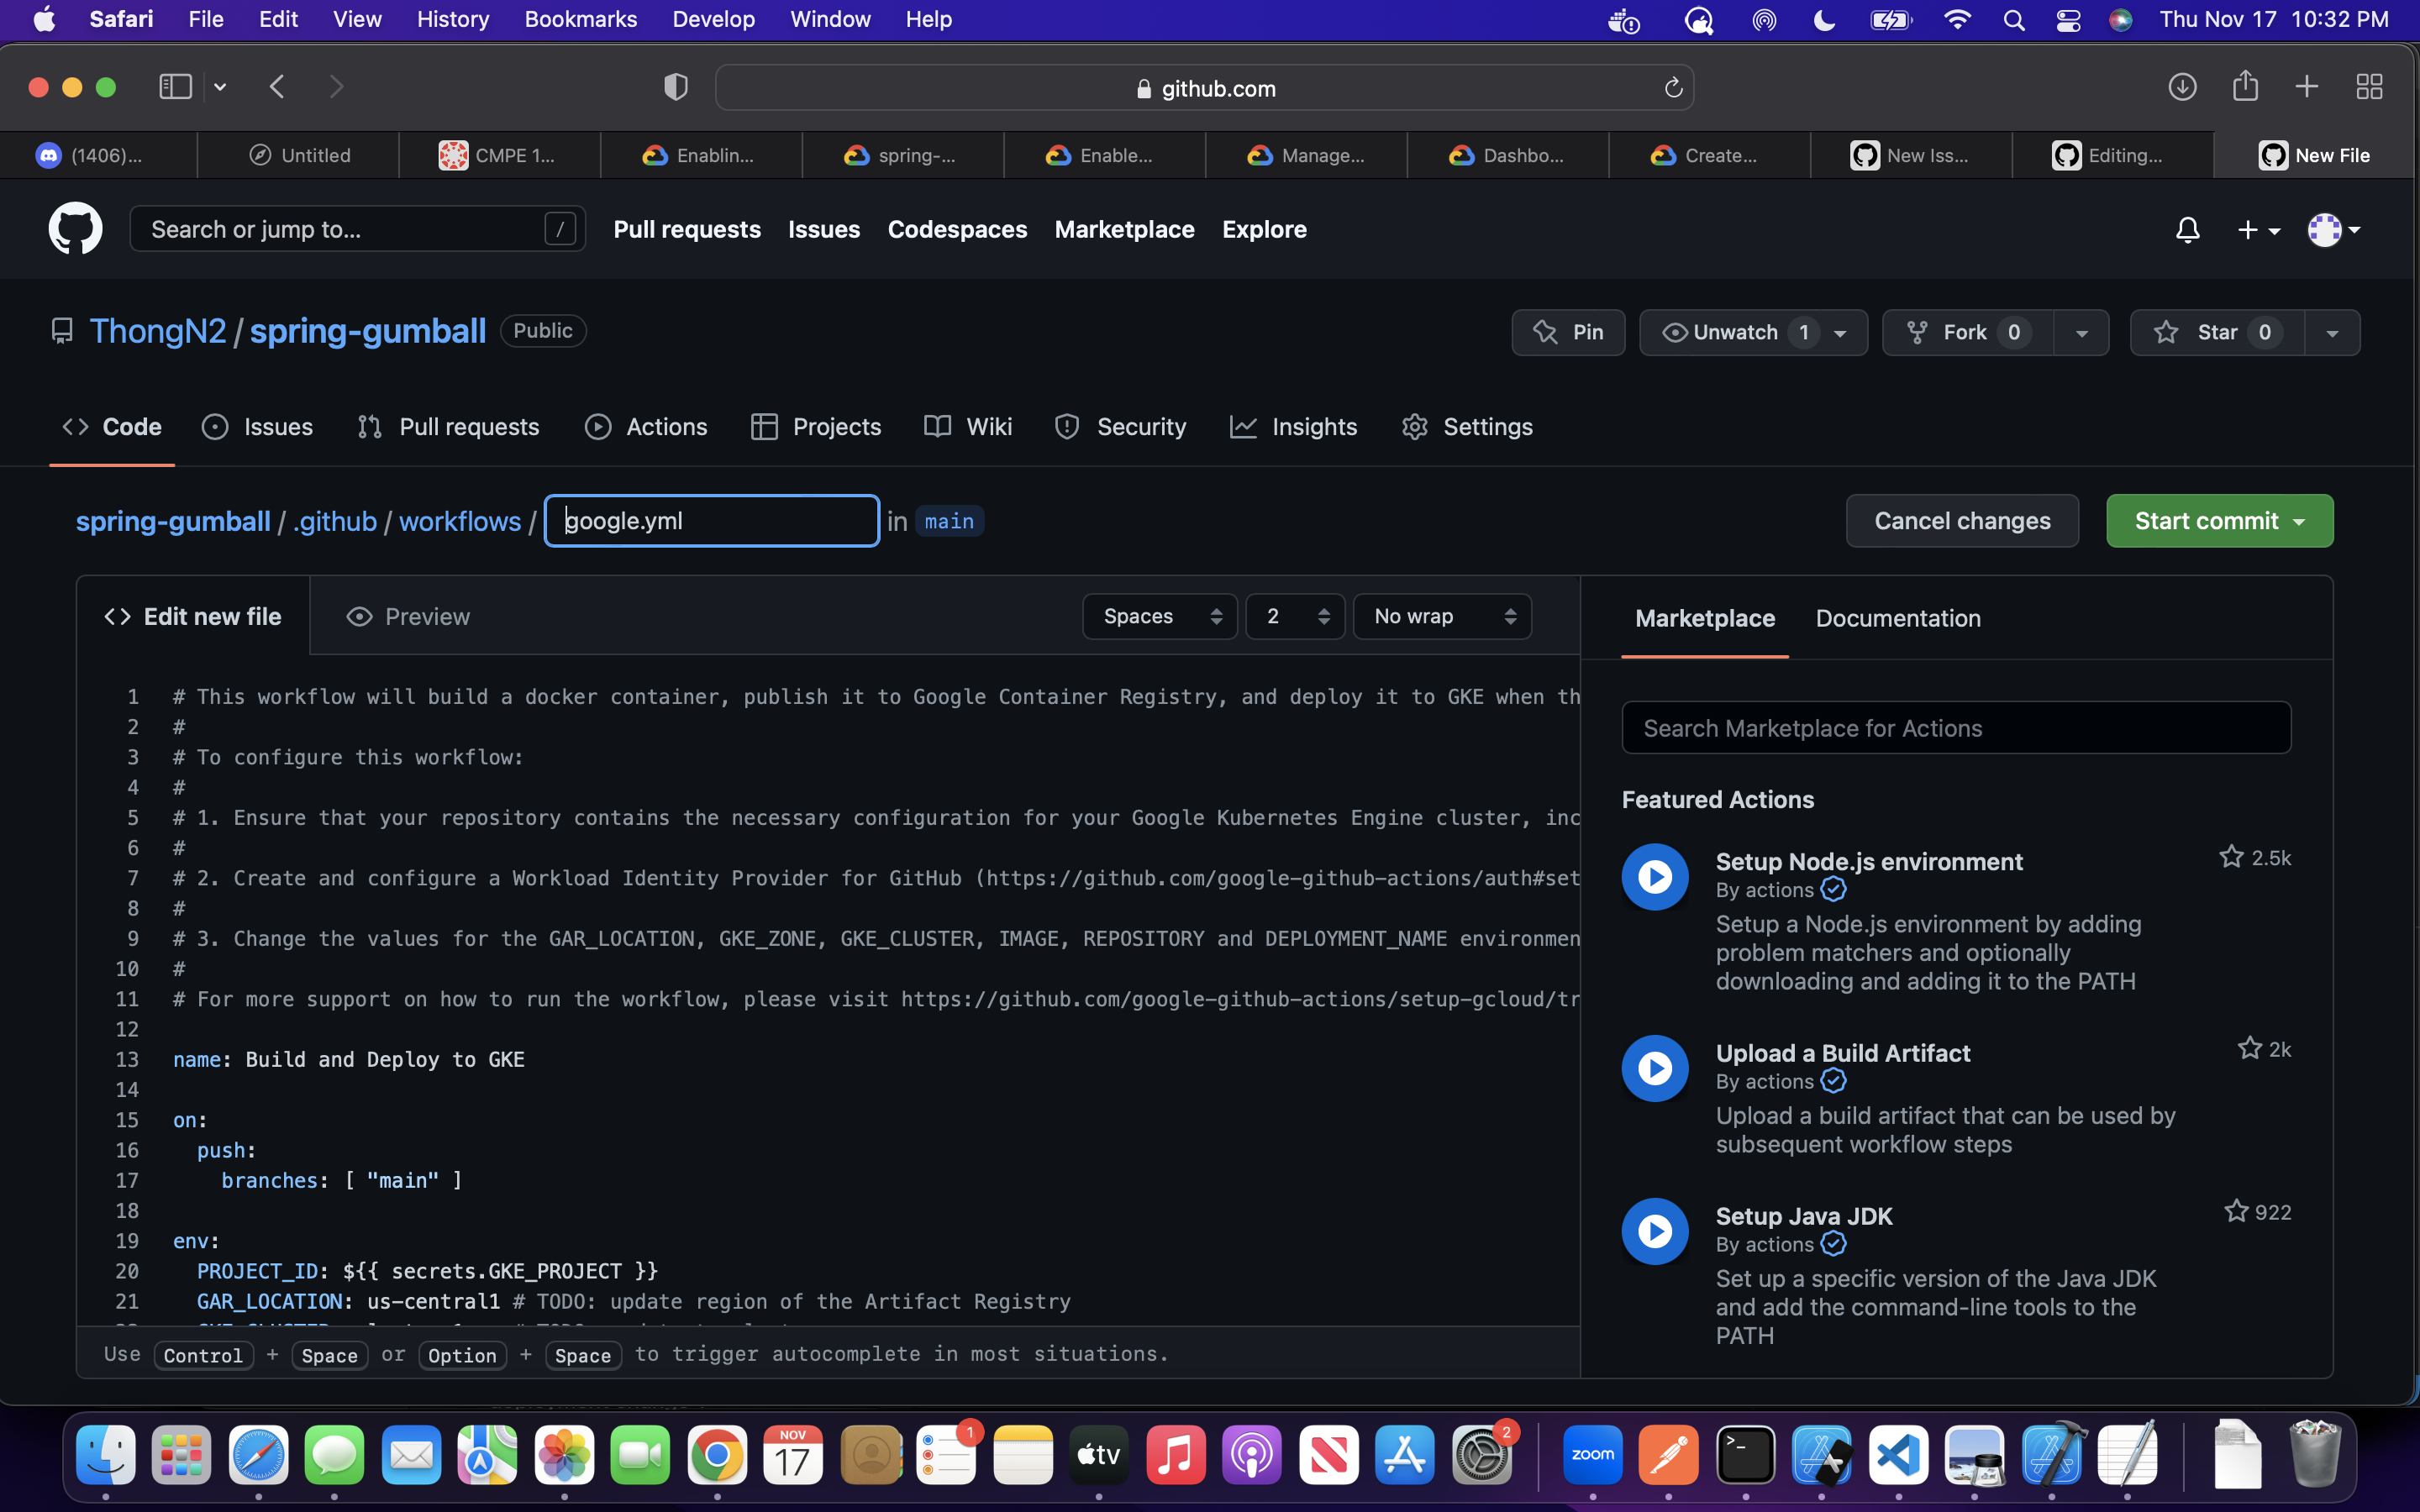 Safari File Edit View History Bookmarks Develop Window Help Thu Nov 17 10:32 PM
github.com
(1406)... Untitled CMPE 1... Enablin... spring-... Enable... Manage... Dashbo... Create... New Iss... Editing... New File
Search or jump to... / Pull requests Issues Codespaces Marketplace Explore
ThongN2 / spring-gumball Public Pin Unwatch 1 Fork 0 Star 0
Code Issues Pull requests Actions Projects Wiki Security Insights Settings
spring-gumball / .github / workflows / google.yml in main Cancel changes Start commit
<> Edit new file Preview Spaces 2 No wrap
1 # This workflow will build a docker container, publish it to Google Container Registry, and deploy it to GKE when th
2 #
3 # To configure this workflow:
4 #
5 # 1. Ensure that your repository contains the necessary configuration for your Google Kubernetes Engine cluster, inc
6 #
7 # 2. Create and configure a Workload Identity Provider for GitHub (https://github.com/google-github-actions/auth#set
8 #
9 # 3. Change the values for the GAR_LOCATION, GKE_ZONE, GKE_CLUSTER, IMAGE, REPOSITORY and DEPLOYMENT_NAME environmen
10 #
11 # For more support on how to run the workflow, please visit https://github.com/google-github-actions/setup-gcloud/tr
12
13 name: Build and Deploy to GKE
14
15 on:
16 push:
17 branches: [ "main" ]
18
19 env:
20 PROJECT_ID: ${{ secrets.GKE_PROJECT }}
21 GAR_LOCATION: us-central1 # TODO: update region of the Artifact Registry
Use Control + Space or Option + Space to trigger autocomplete in most situations.
Marketplace Documentation
Search Marketplace for Actions
Featured Actions
Setup Node.js environment 2.5k
By actions
Setup a Node.js environment by adding
problem matchers and optionally
downloading and adding it to the PATH
Upload a Build Artifact 2k
By actions
Upload a build artifact that can be used by
subsequent workflow steps
Setup Java JDK 922
By actions
Set up a specific version of the Java JDK
and add the command-line tools to the
PATH
NOV
17
1
tv
2
zoom
>_